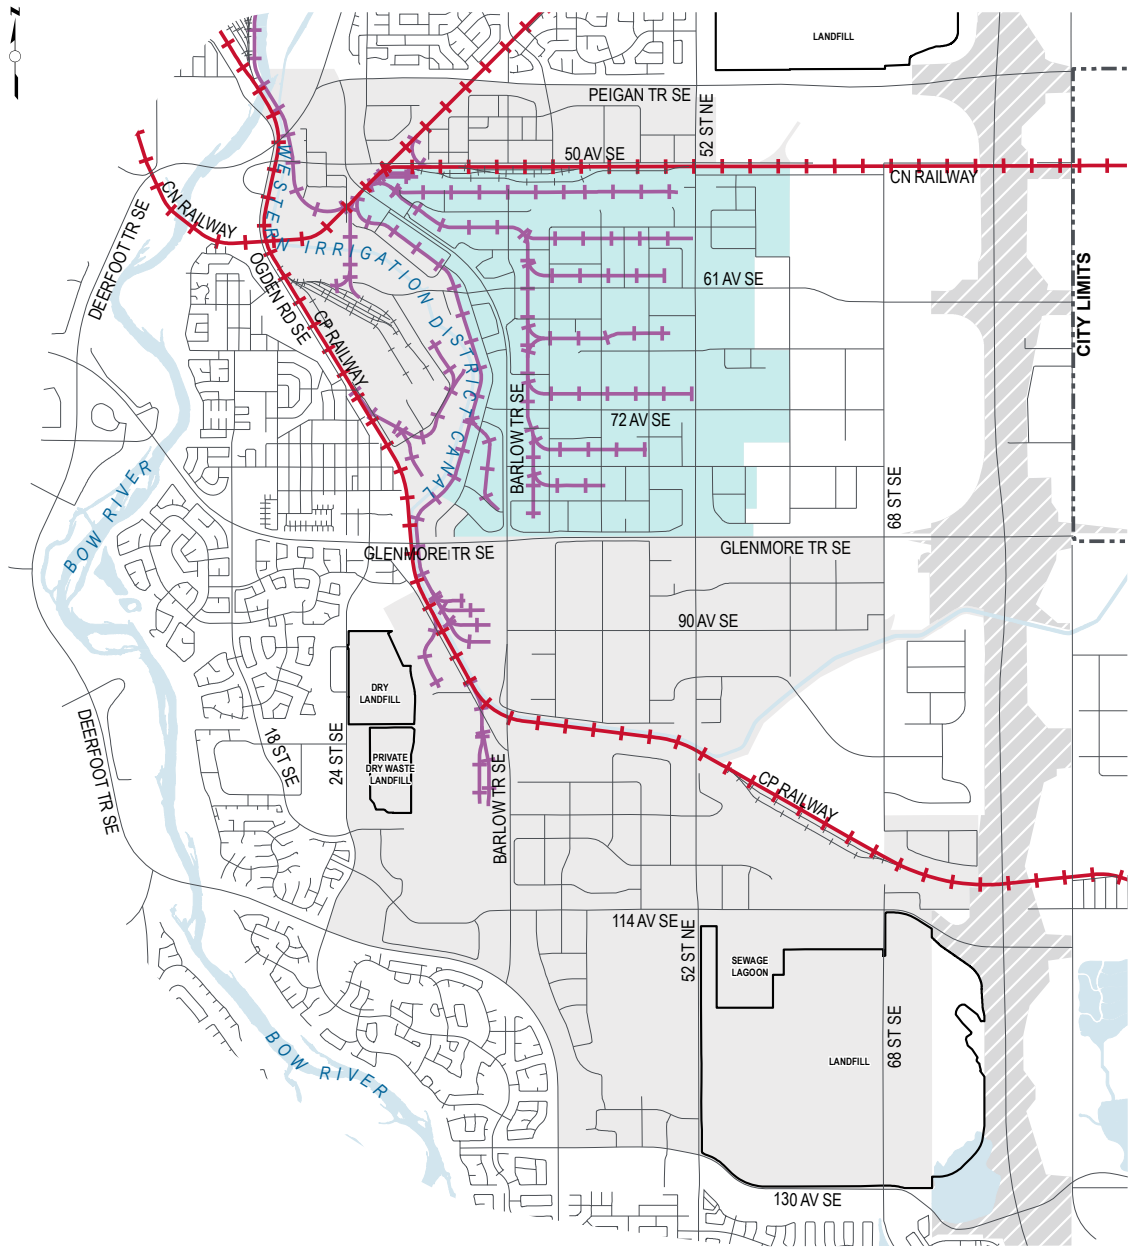 N
LANDFILL
PEIGAN TR SE
52 ST NE
50 AV SE
CN RAILWAY
CN RAILWAY
DEERFOOT TR SE
WESTERN IRRIGATION DISTRICT CANAL
OGDEN RD SE
CP RAILWAY
61 AV SE
CITY LIMITS
BARLOW TR SE
72 AV SE
BOW RIVER
68 ST SE
GLENMORE TR SE
GLENMORE TR SE
90 AV SE
DRY
LANDFILL
DEERFOOT TR SE
18 ST SE
24 ST SE
PRIVATE
DRY WASTE
LANDFILL
BARLOW TR SE
CP RAILWAY
114 AV SE
52 ST NE
SEWAGE
LAGOON
68 ST SE
LANDFILL
BOW RIVER
130 AV SE